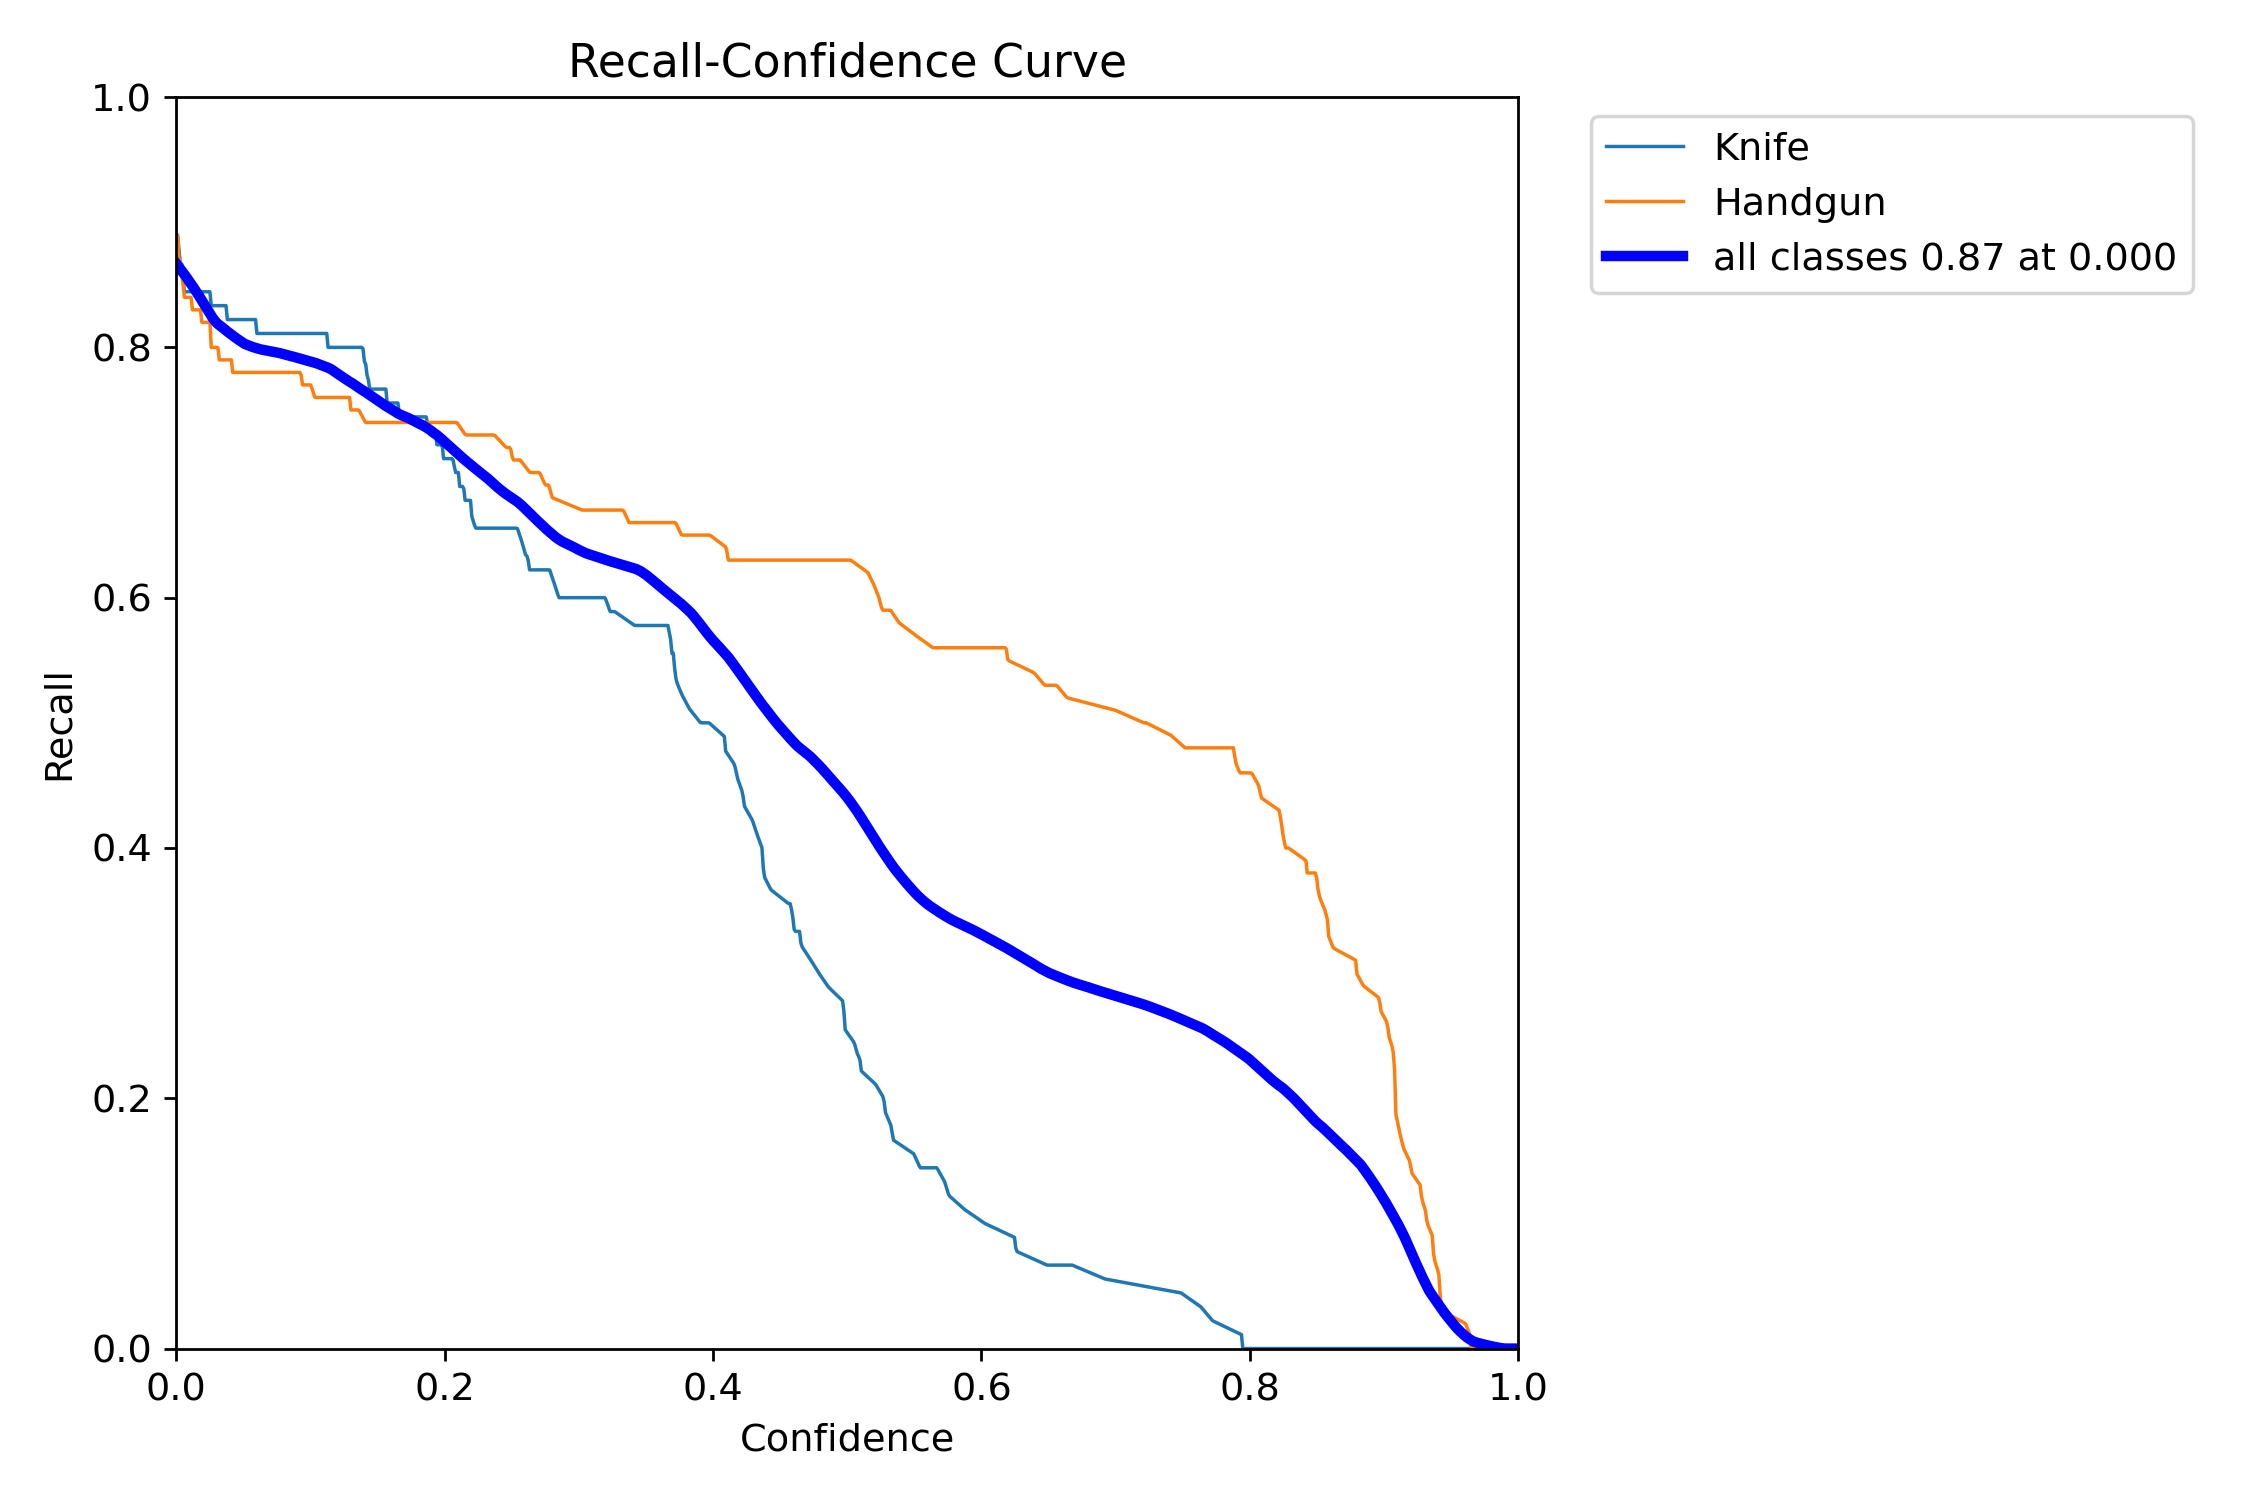 Recall-Confidence Curve
1.0
0.8
0.6
0.4
0.2
0.0
Recall
0.0 0.2 0.4 0.6 0.8 1.0
Confidence
Knife
Handgun
all classes 0.87 at 0.000